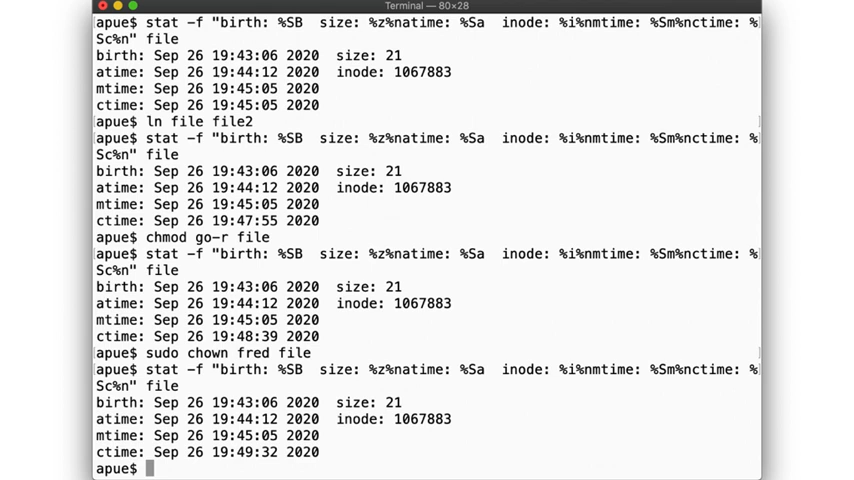 Terminal — 80×28
apue$ stat -f "birth: %SB  size: %z%natime: %Sa  inode: %i%nmtime: %Sm%nctime: %
Sc%n" file
birth: Sep 26 19:43:06 2020  size: 21
atime: Sep 26 19:44:12 2020  inode: 1067883
mtime: Sep 26 19:45:05 2020
ctime: Sep 26 19:45:05 2020
apue$ ln file file2
apue$ stat -f "birth: %SB  size: %z%natime: %Sa  inode: %i%nmtime: %Sm%nctime: %
Sc%n" file
birth: Sep 26 19:43:06 2020  size: 21
atime: Sep 26 19:44:12 2020  inode: 1067883
mtime: Sep 26 19:45:05 2020
ctime: Sep 26 19:47:55 2020
apue$ chmod go-r file
apue$ stat -f "birth: %SB  size: %z%natime: %Sa  inode: %i%nmtime: %Sm%nctime: %
Sc%n" file
birth: Sep 26 19:43:06 2020  size: 21
atime: Sep 26 19:44:12 2020  inode: 1067883
mtime: Sep 26 19:45:05 2020
ctime: Sep 26 19:48:39 2020
apue$ sudo chown fred file
apue$ stat -f "birth: %SB  size: %z%natime: %Sa  inode: %i%nmtime: %Sm%nctime: %
Sc%n" file
birth: Sep 26 19:43:06 2020  size: 21
atime: Sep 26 19:44:12 2020  inode: 1067883
mtime: Sep 26 19:45:05 2020
ctime: Sep 26 19:49:32 2020
apue$